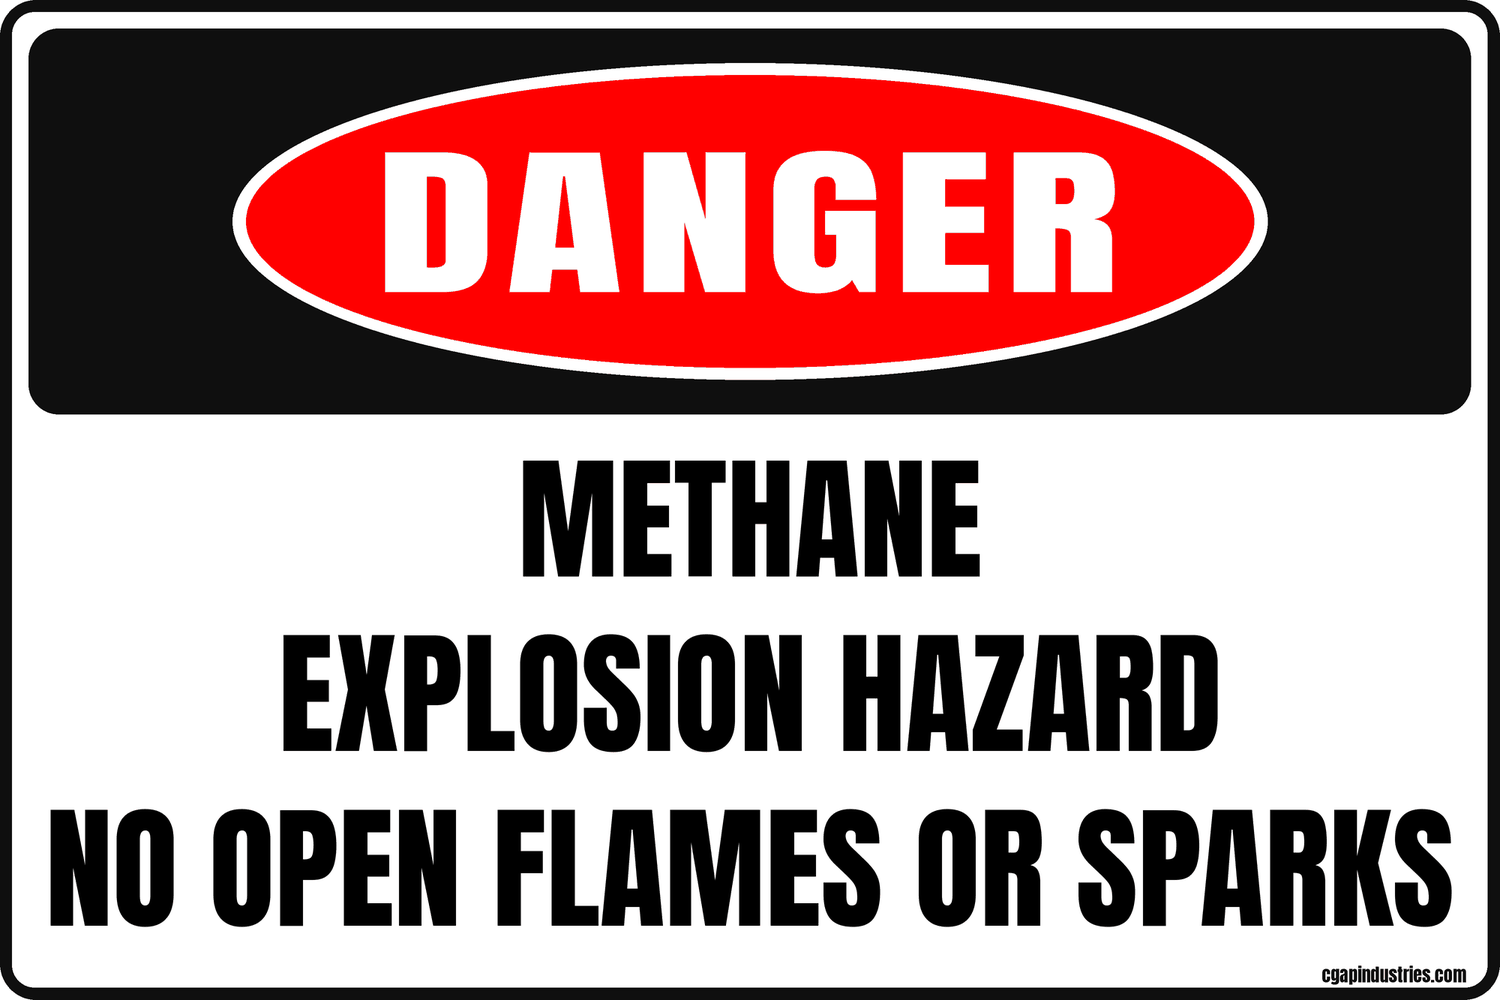 DANGER
METHANE
EXPLOSION HAZARD
NO OPEN FLAMES OR SPARKS
cgapindustries.com